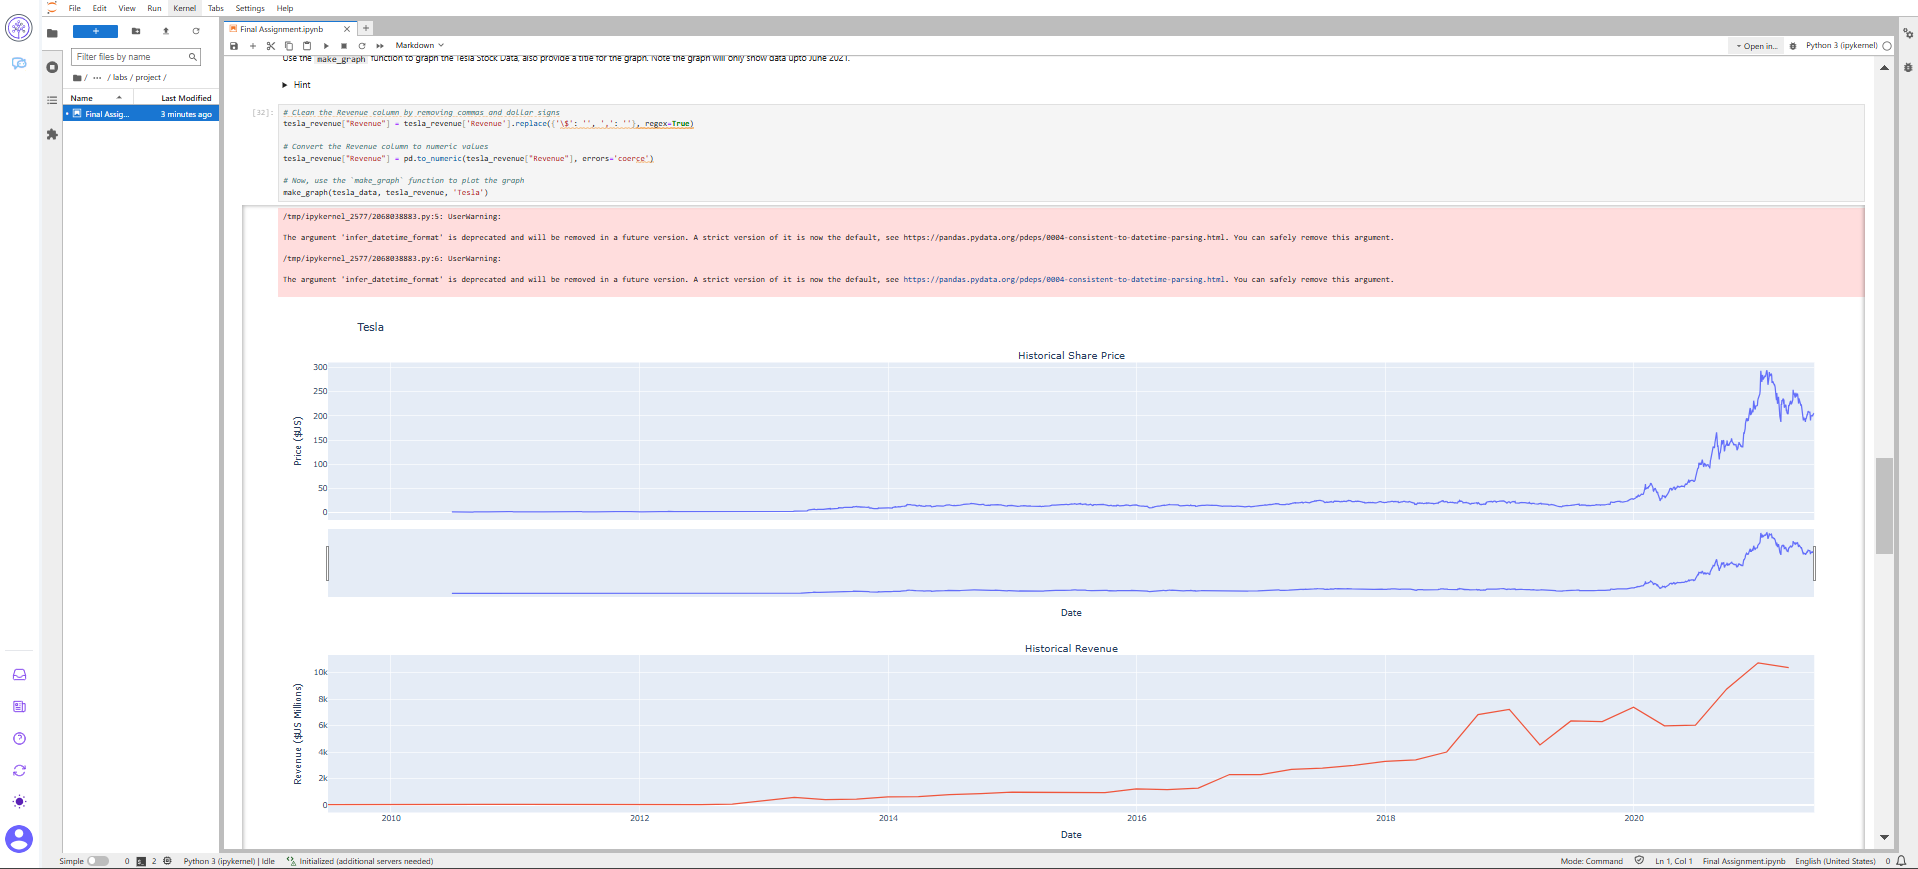 File Edit View Run Kernel Tabs Settings Help
Filter files by name
/ ··· / labs / project /
Name Last Modified
Final Assig... 3 minutes ago
Final Assignment.ipynb
Markdown
Open in...
Python 3 (ipykernel)
Use the make_graph function to graph the Tesla Stock Data, also provide a title for the graph. Note the graph will only show data upto June 2021.
Hint
[32]:
# Clean the Revenue column by removing commas and dollar signs
tesla_revenue["Revenue"] = tesla_revenue['Revenue'].replace({'\$': '', ',': ''}, regex=True)
# Convert the Revenue column to numeric values
tesla_revenue["Revenue"] = pd.to_numeric(tesla_revenue["Revenue"], errors='coerce')
# Now, use the `make_graph` function to plot the graph
make_graph(tesla_data, tesla_revenue, 'Tesla')
/tmp/ipykernel_2577/2068038883.py:5: UserWarning:
The argument 'infer_datetime_format' is deprecated and will be removed in a future version. A strict version of it is now the default, see https://pandas.pydata.org/pdeps/0004-consistent-to-datetime-parsing.html. You can safely remove this argument.
/tmp/ipykernel_2577/2068038883.py:6: UserWarning:
The argument 'infer_datetime_format' is deprecated and will be removed in a future version. A strict version of it is now the default, see https://pandas.pydata.org/pdeps/0004-consistent-to-datetime-parsing.html. You can safely remove this argument.
Tesla
Historical Share Price
300
250
200
150
100
50
0
Price ($US)
Date
Historical Revenue
10k
8k
6k
4k
2k
0
Revenue ($US Millions)
2010 2012 2014 2016 2018 2020
Date
Simple 0 2 Python 3 (ipykernel) | Idle Initialized (additional servers needed)
Mode: Command Ln 1, Col 1 Final Assignment.ipynb English (United States) 0